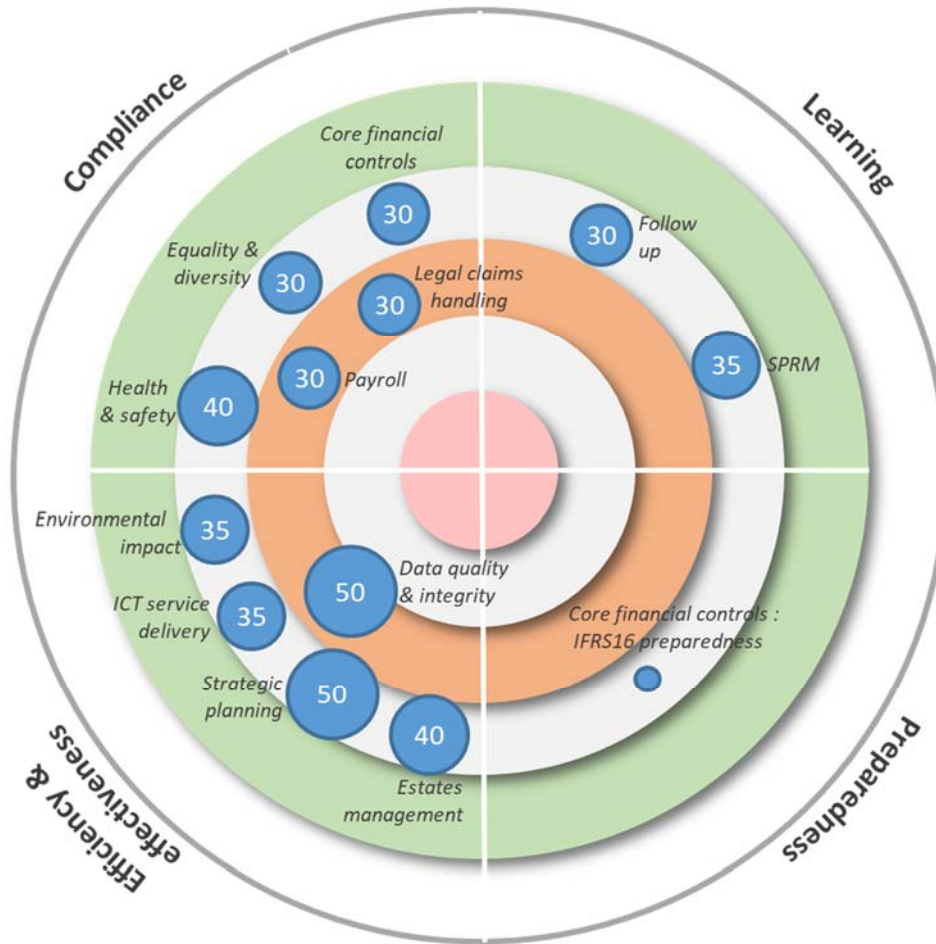 Compliance
Learning
Core financial
controls
30
30
Follow
up
Equality &
diversity
30
Legal claims
handling
30
35
SPRM
Health
& safety
40
30
Payroll
Environmental
impact
35
Data quality
& integrity
50
ICT service
delivery
35
Core financial controls :
IFRS16 preparedness
Strategic
planning
50
40
Estates
management
Efficiency &
effectiveness
Preparedness